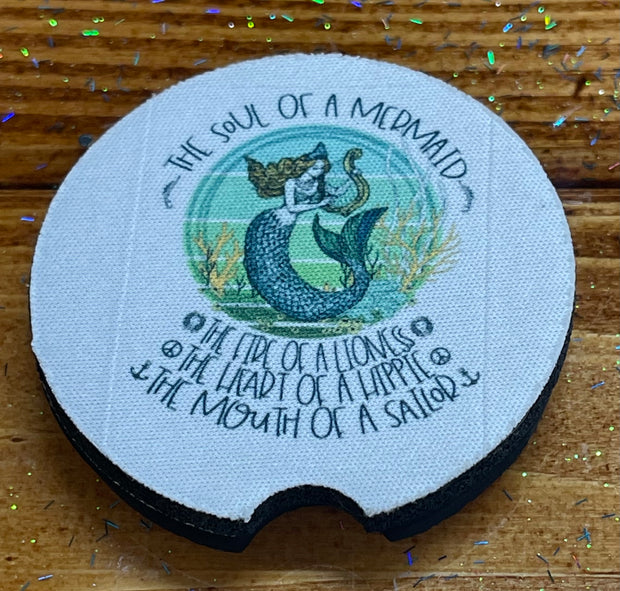 THE SOUL OF A MERMAID
THE FIRE OF A LIONESS
THE HEART OF A HIPPIE
THE MOUTH OF A SAILOR